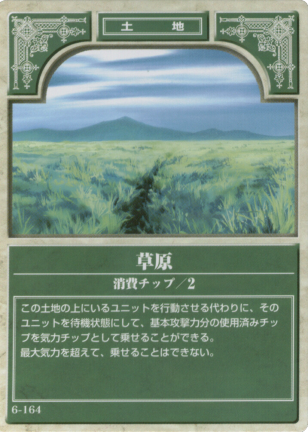 土地
草原
消費チップ／2
この土地の上にいるユニットを行動させる代わりに、その
ユニットを待機状態にして、基本攻撃力分の使用済みチッ
プを気力チップとして乗せることができる。
最大気力を超えて、乗せることはできない。
6-164